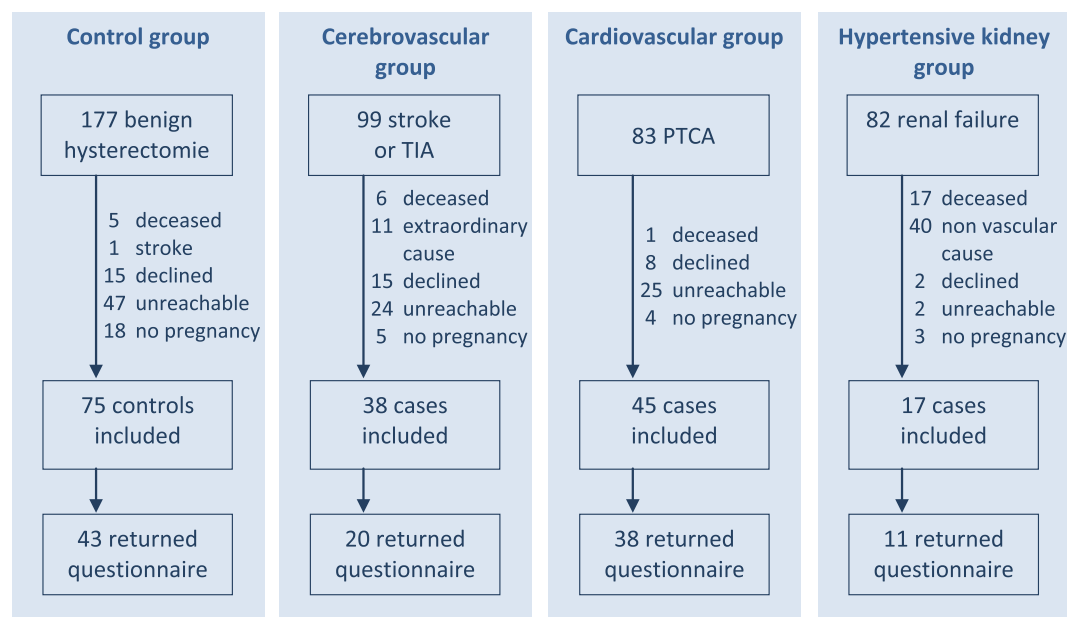 Control group
177 benign
hysterectomie
5 deceased
1 stroke
15 declined
47 unreachable
18 no pregnancy
75 controls
included
43 returned
questionnaire
Cerebrovascular
group
99 stroke
or TIA
6 deceased
11 extraordinary
cause
15 declined
24 unreachable
5 no pregnancy
38 cases
included
20 returned
questionnaire
Cardiovascular group
83 PTCA
1 deceased
8 declined
25 unreachable
4 no pregnancy
45 cases
included
38 returned
questionnaire
Hypertensive kidney
group
82 renal failure
17 deceased
40 non vascular
cause
2 declined
2 unreachable
3 no pregnancy
17 cases
included
11 returned
questionnaire